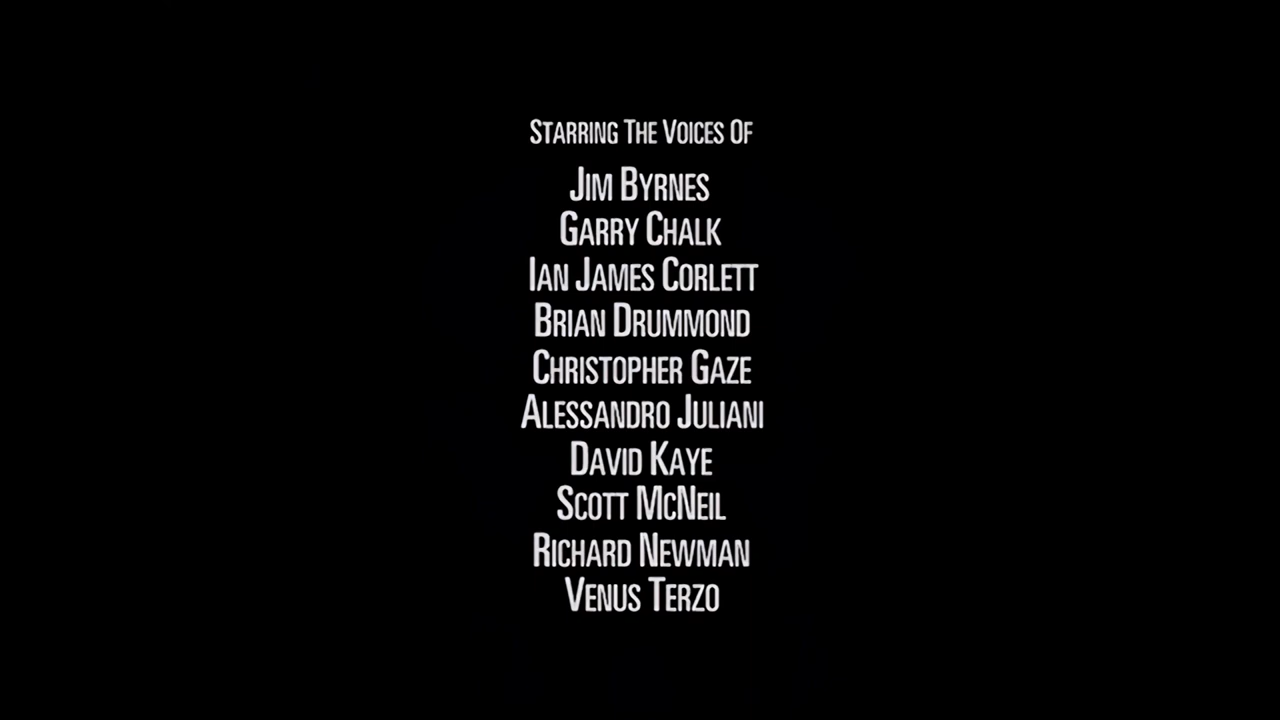 Starring The Voices Of
Jim Byrnes
Garry Chalk
Ian James Corlett
Brian Drummond
Christopher Gaze
Alessandro Juliani
David Kaye
Scott McNeil
Richard Newman
Venus Terzo